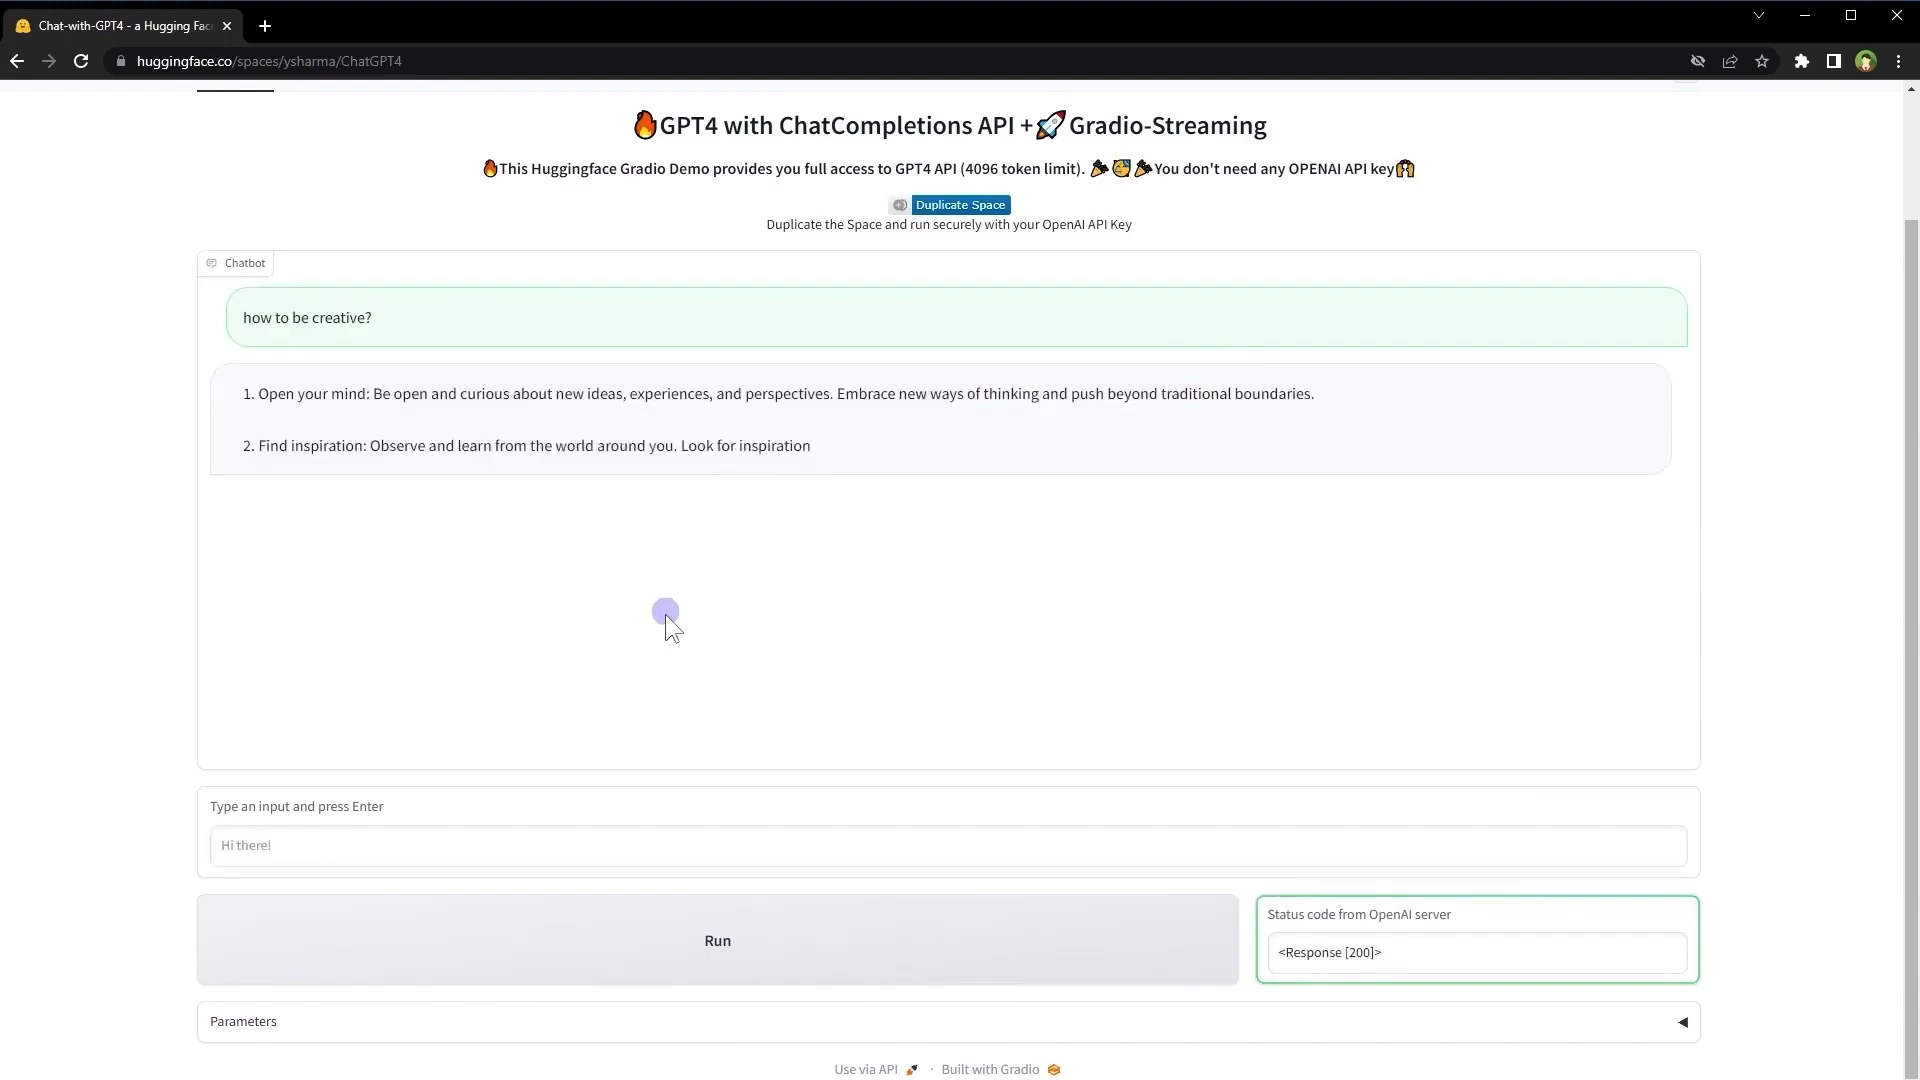 Chat-with-GPT4 - a Hugging Fac
huggingface.co/spaces/ysharma/ChatGPT4
🔥GPT4 with ChatCompletions API +🚀Gradio-Streaming
🔥This Huggingface Gradio Demo provides you full access to GPT4 API (4096 token limit). 🎉🥳🎉You don't need any OPENAI API key🙌
Duplicate Space
Duplicate the Space and run securely with your OpenAI API Key
Chatbot
how to be creative?
1. Open your mind: Be open and curious about new ideas, experiences, and perspectives. Embrace new ways of thinking and push beyond traditional boundaries.
2. Find inspiration: Observe and learn from the world around you. Look for inspiration
Type an input and press Enter
Hi there!
Run
Status code from OpenAI server
<Response [200]>
Parameters
Use via API 🚀 · Built with Gradio